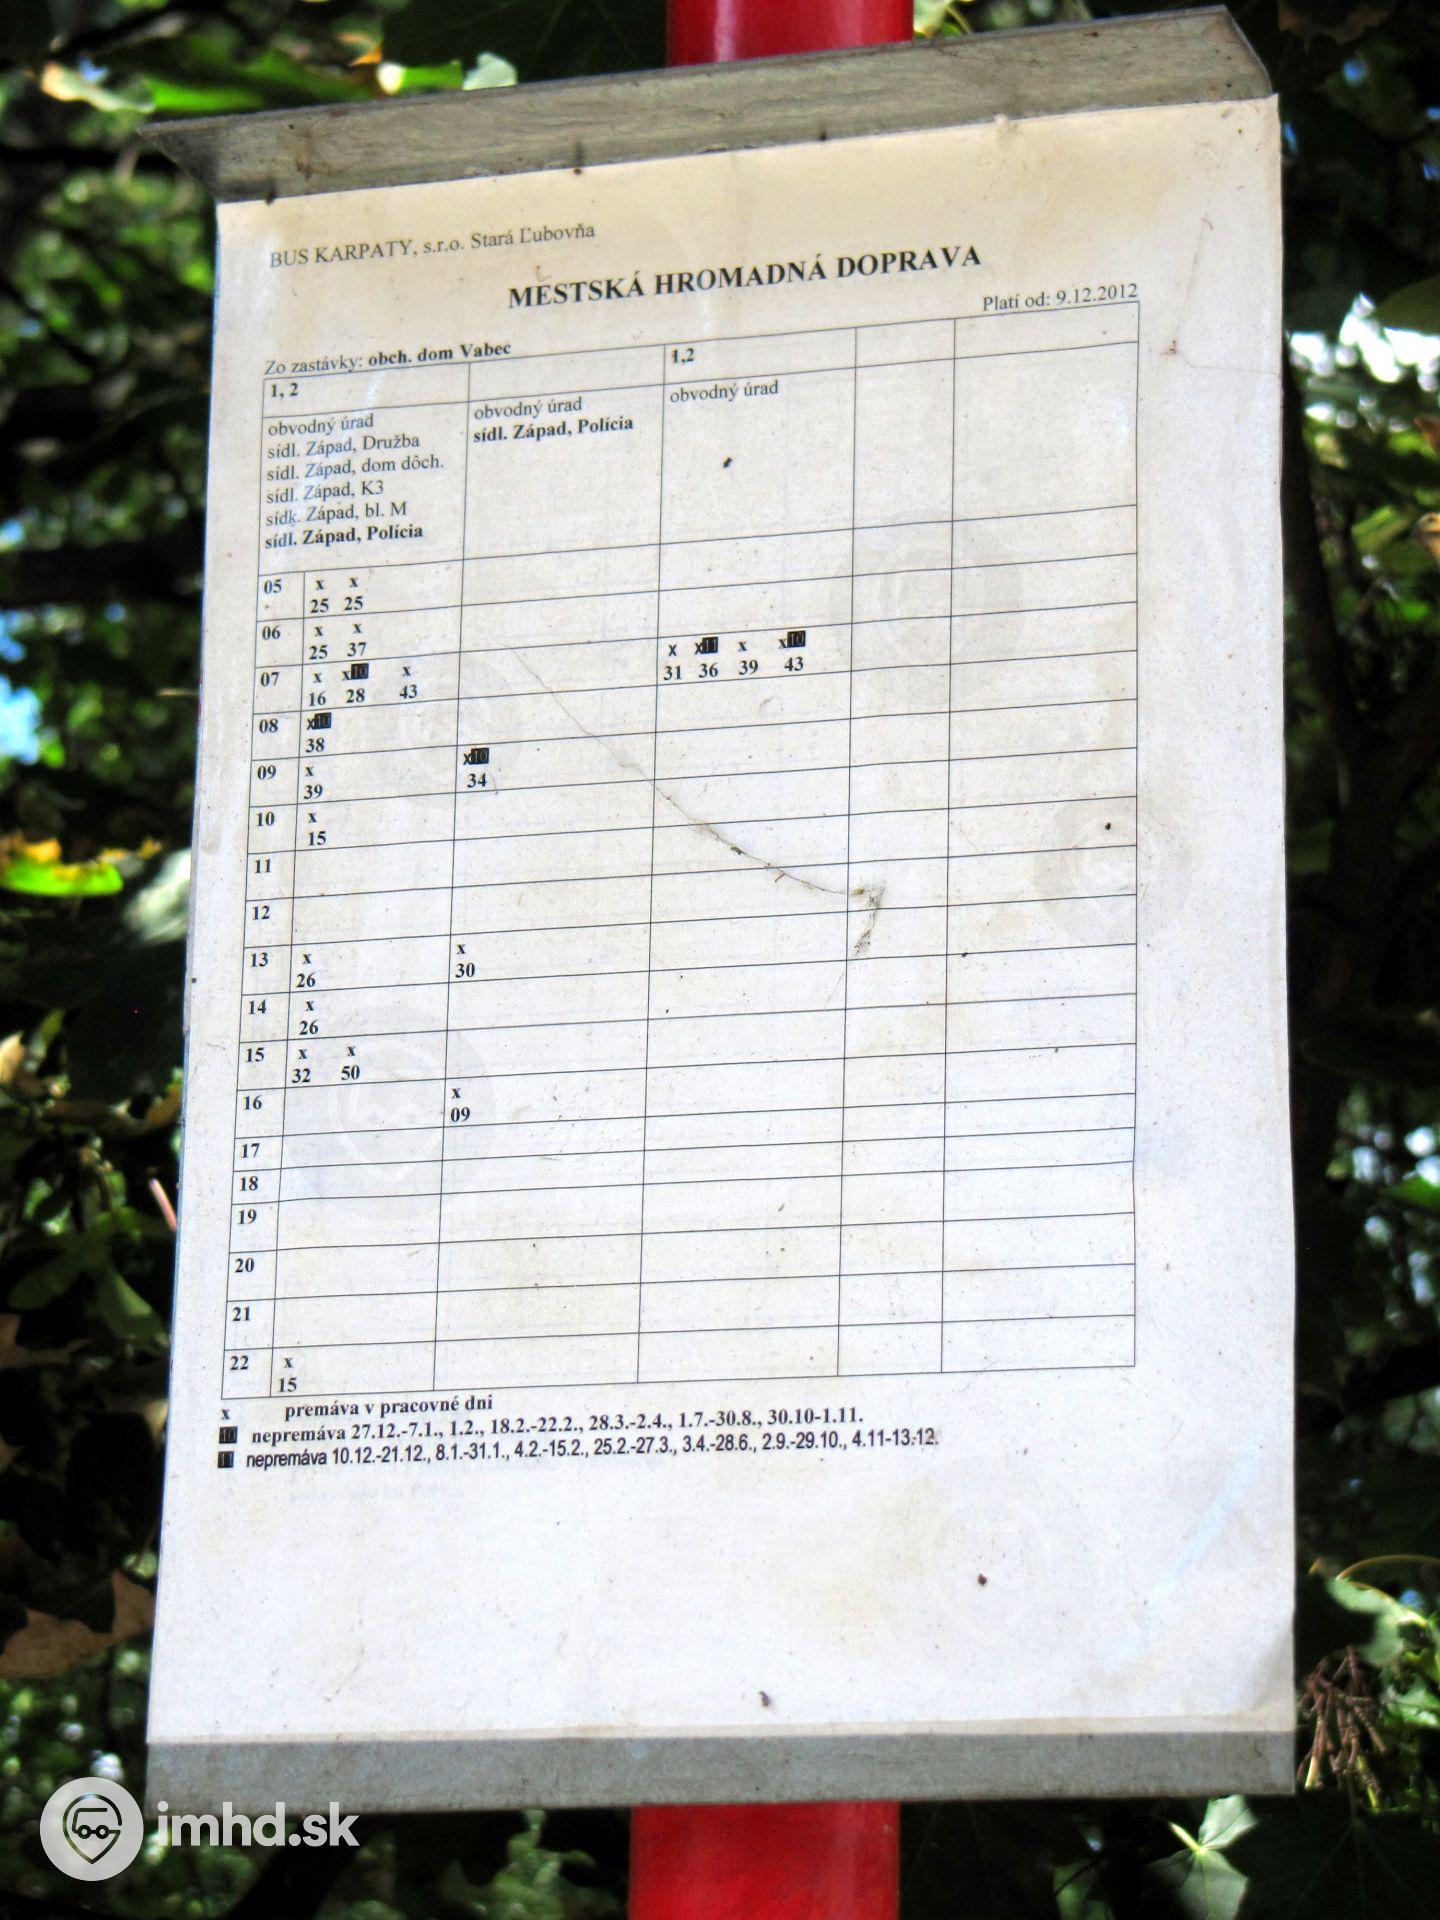 BUS KARPATY, s.r.o. Stará Ľubovňa
MESTSKÁ HROMADNÁ DOPRAVA
Platí od: 9.12.2012
Zo zastávky: obch. dom Vabec
1, 2 1,2
obvodný úrad
sídl. Západ, Družba
sídl. Západ, dom dôch.
sídl. Západ, K3
sídk. Západ, bl. M
sídl. Západ, Polícia
obvodný úrad
sídl. Západ, Polícia
obvodný úrad
05 x x
25 25
06 x x
25 37
07 x x10 x x x11 x x10
16 28 43 31 36 39 43
08 x10
38
09 x x10
39 34
10 x
15
11
12
13 x x
26 30
14 x
26
15 x x
32 50
16 x
09
17
18
19
20
21
22 x
15
x premáva v pracovné dni
10 nepremáva 27.12.-7.1., 1.2., 18.2.-22.2., 28.3.-2.4., 1.7.-30.8., 30.10-1.11.
11 nepremáva 10.12.-21.12., 8.1.-31.1., 4.2.-15.2., 25.2.-27.3., 3.4.-28.6., 2.9.-29.10., 4.11-13.12.
imhd.sk